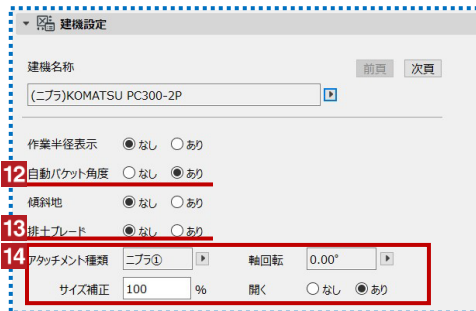 建機設定
建機名称 前頁 次頁
(ニブラ)KOMATSU PC300-2P
作業半径表示 なし あり
12 自動バケット角度 なし あり
傾斜地 なし あり
13 排土ブレード なし あり
14 アタッチメント種類 ニブラ① 軸回転 0.00°
サイズ補正 100 % 開く なし あり